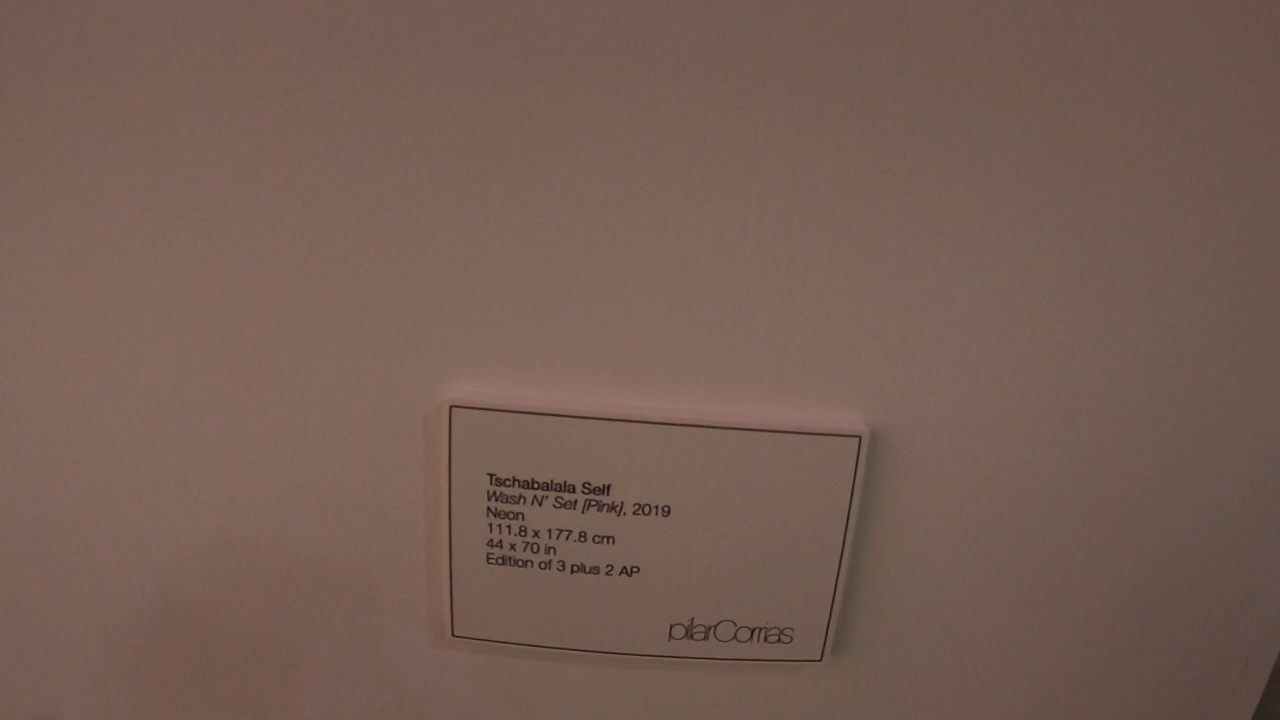 Tschabalala Self
Wash N' Set [Pink], 2019
Neon
111.8 x 177.8 cm
44 x 70 in
Edition of 3 plus 2 AP
pilarCorrias